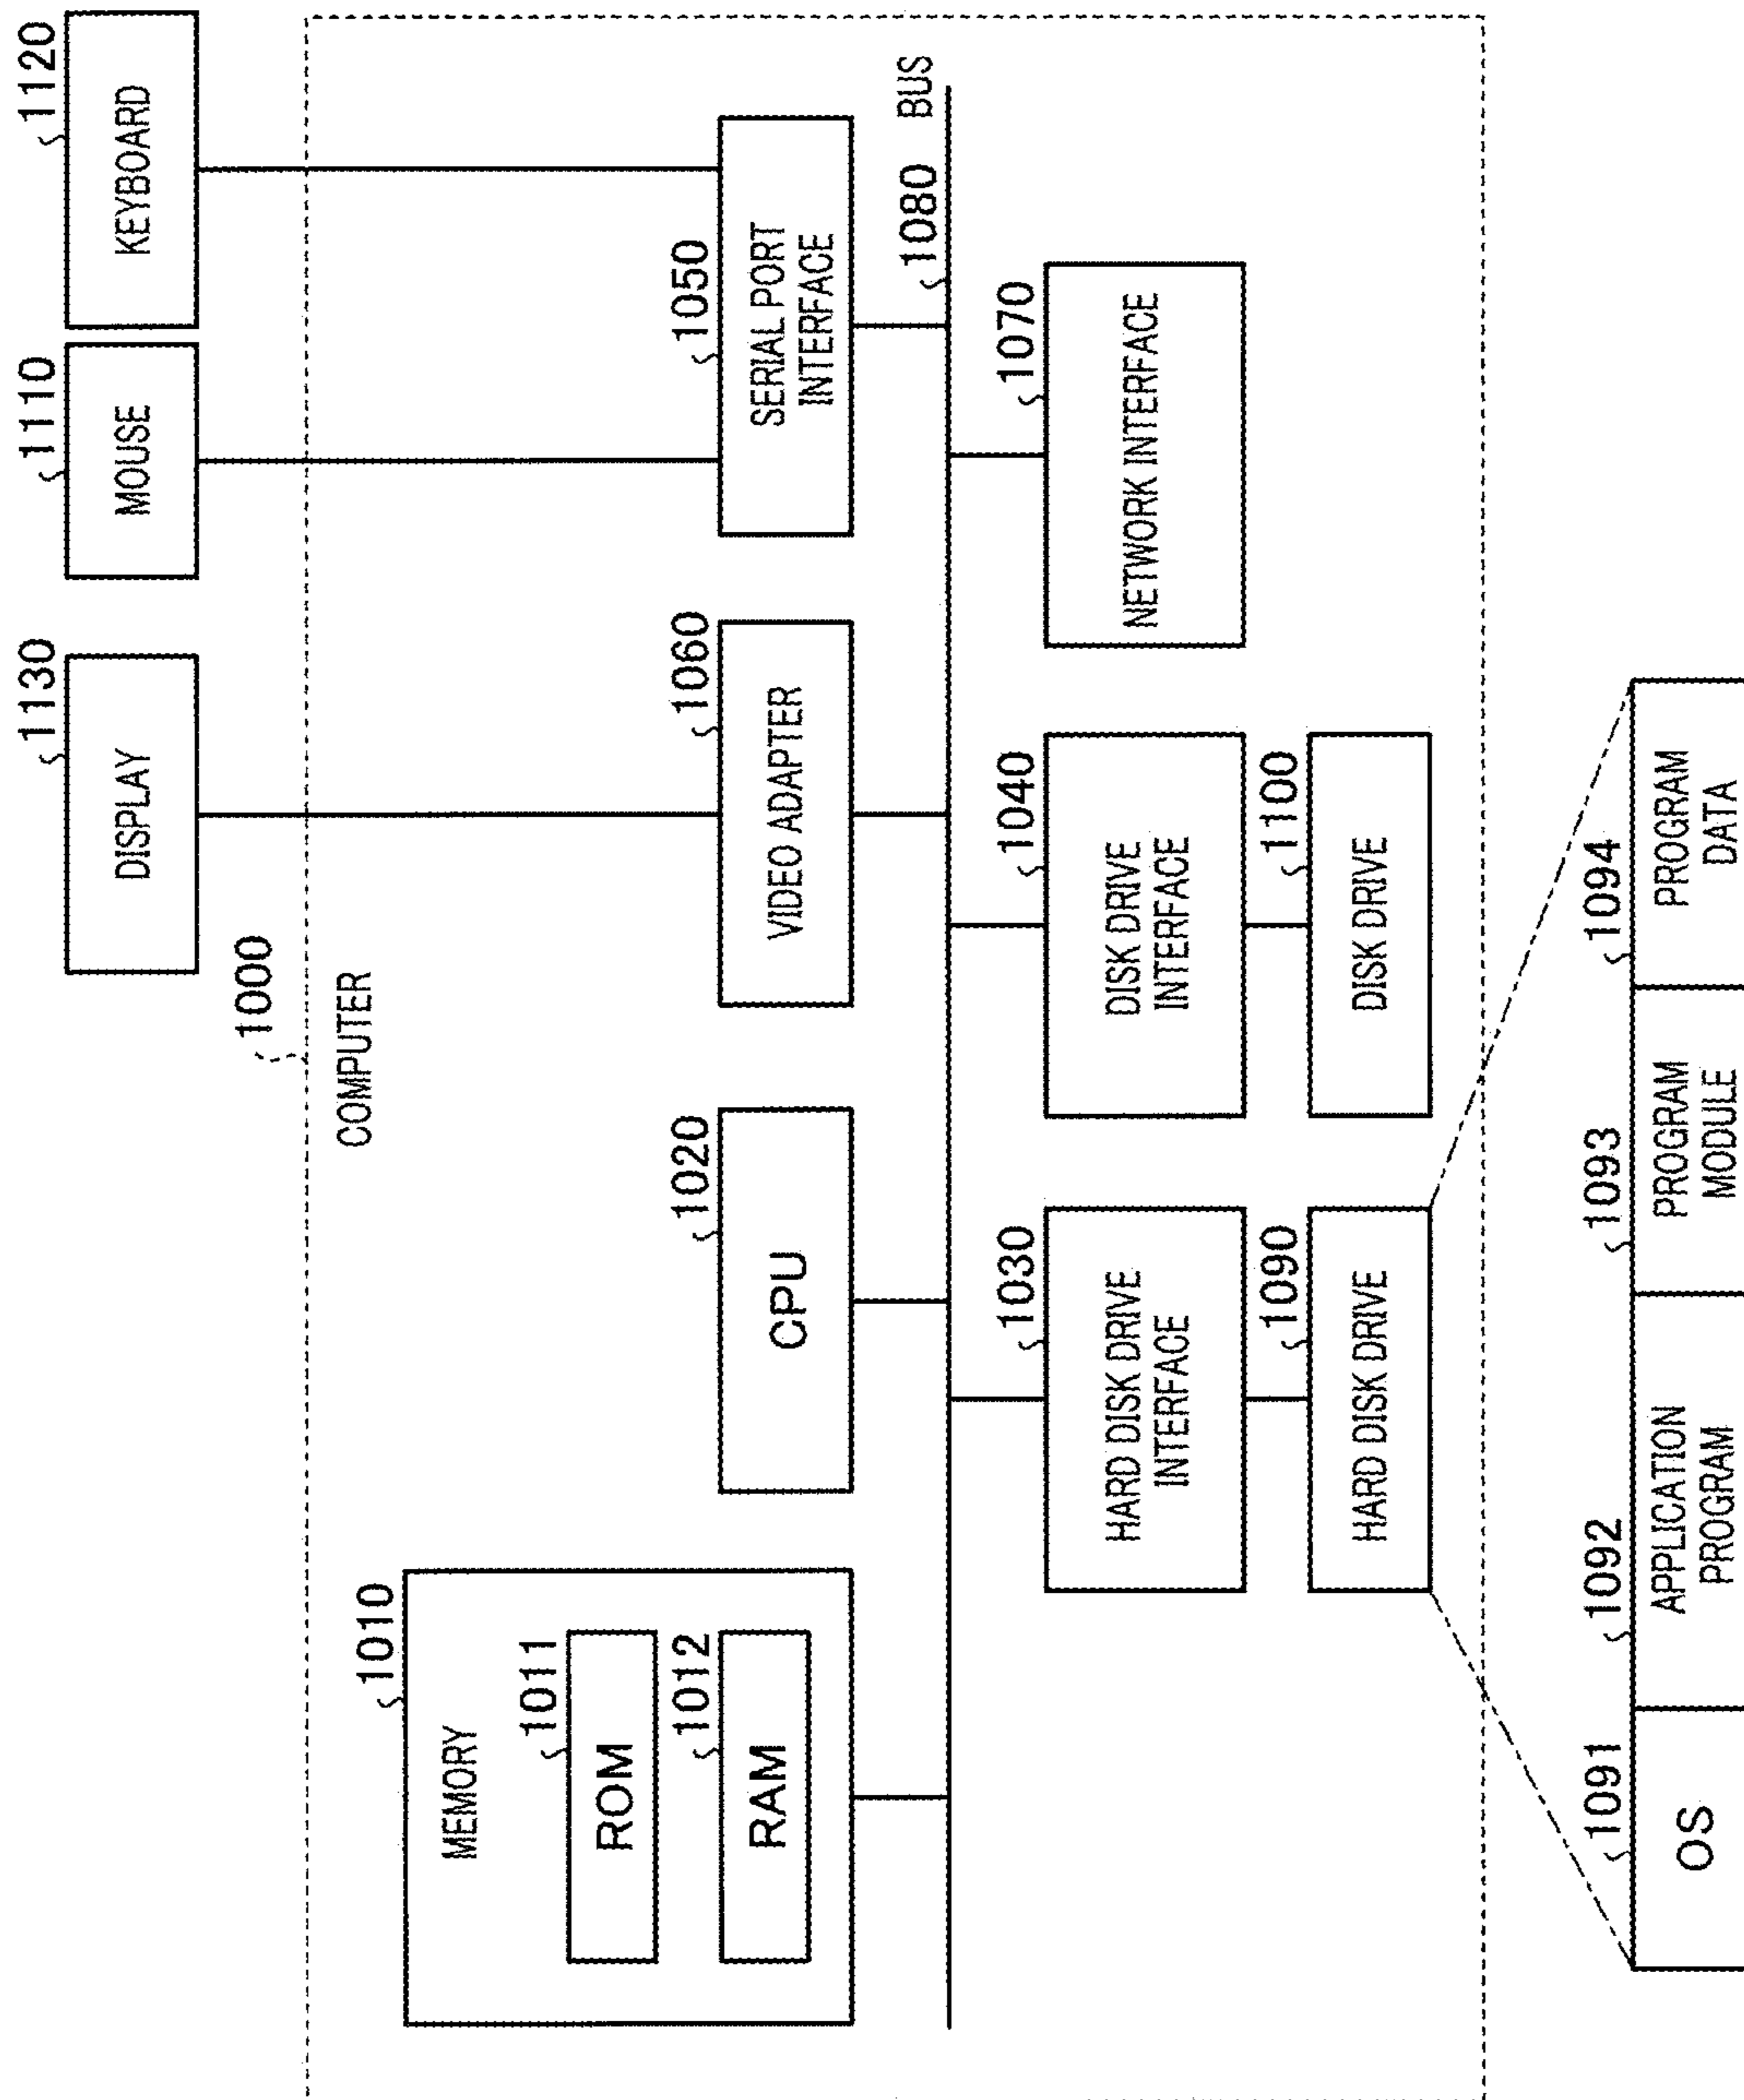 1130
DISPLAY
1110
MOUSE
1120
KEYBOARD
1000
COMPUTER
1010
MEMORY
1011
ROM
1012
RAM
1020
CPU
1060
VIDEO ADAPTER
1050
SERIAL PORT
INTERFACE
1080
BUS
1030
HARD DISK DRIVE
INTERFACE
1040
DISK DRIVE
INTERFACE
1070
NETWORK INTERFACE
1090
HARD DISK DRIVE
1100
DISK DRIVE
1091
OS
1092
APPLICATION
PROGRAM
1093
PROGRAM
MODULE
1094
PROGRAM
DATA